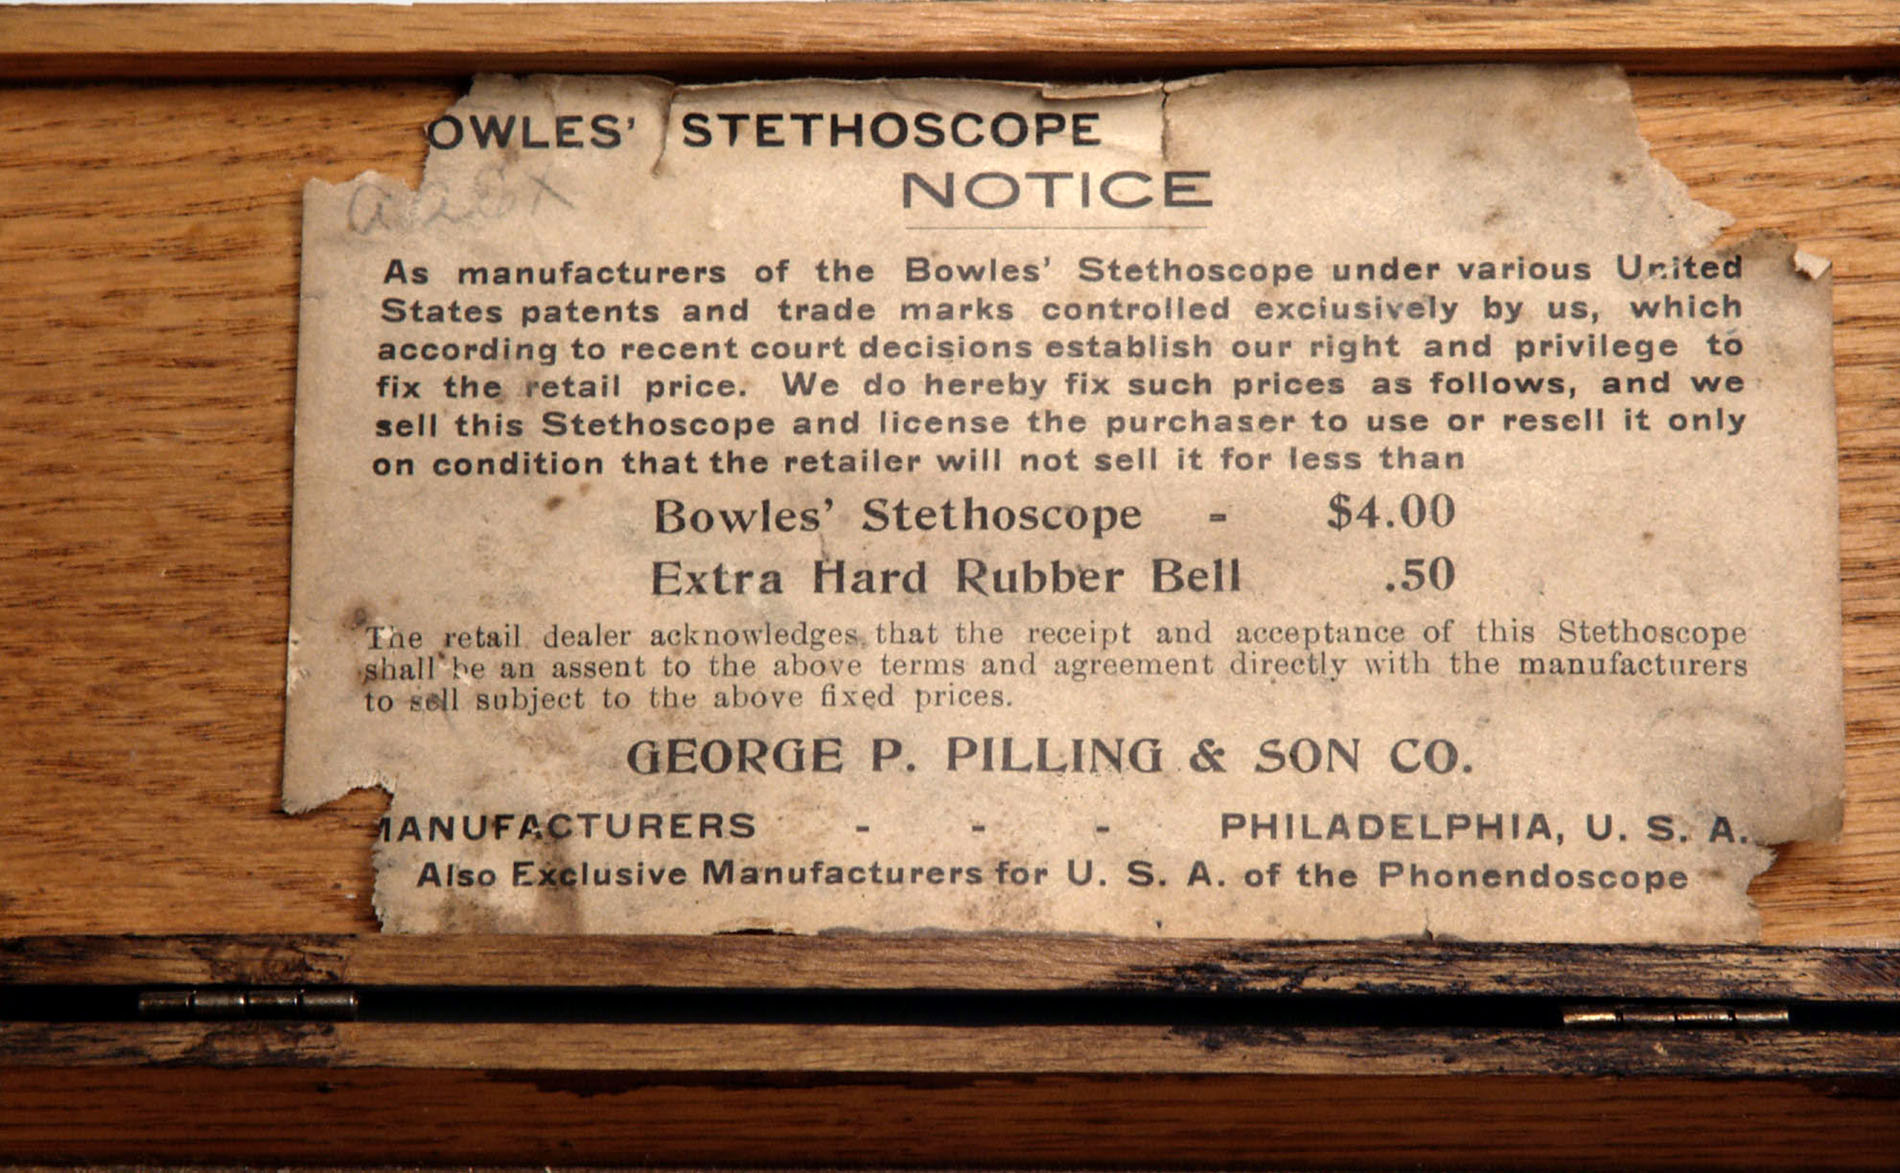 OWLES' STETHOSCOPE
NOTICE
As manufacturers of the Bowles' Stethoscope under various United
States patents and trade marks controlled exclusively by us, which
according to recent court decisions establish our right and privilege to
fix the retail price. We do hereby fix such prices as follows, and we
sell this Stethoscope and license the purchaser to use or resell it only
on condition that the retailer will not sell it for less than
Bowles' Stethoscope - $4.00
Extra Hard Rubber Bell .50
The retail dealer acknowledges that the receipt and acceptance of this Stethoscope
shall be an assent to the above terms and agreement directly with the manufacturers
to sell subject to the above fixed prices.
GEORGE P. PILLING & SON CO.
MANUFACTURERS - - - PHILADELPHIA, U. S. A.
Also Exclusive Manufacturers for U. S. A. of the Phonendoscope